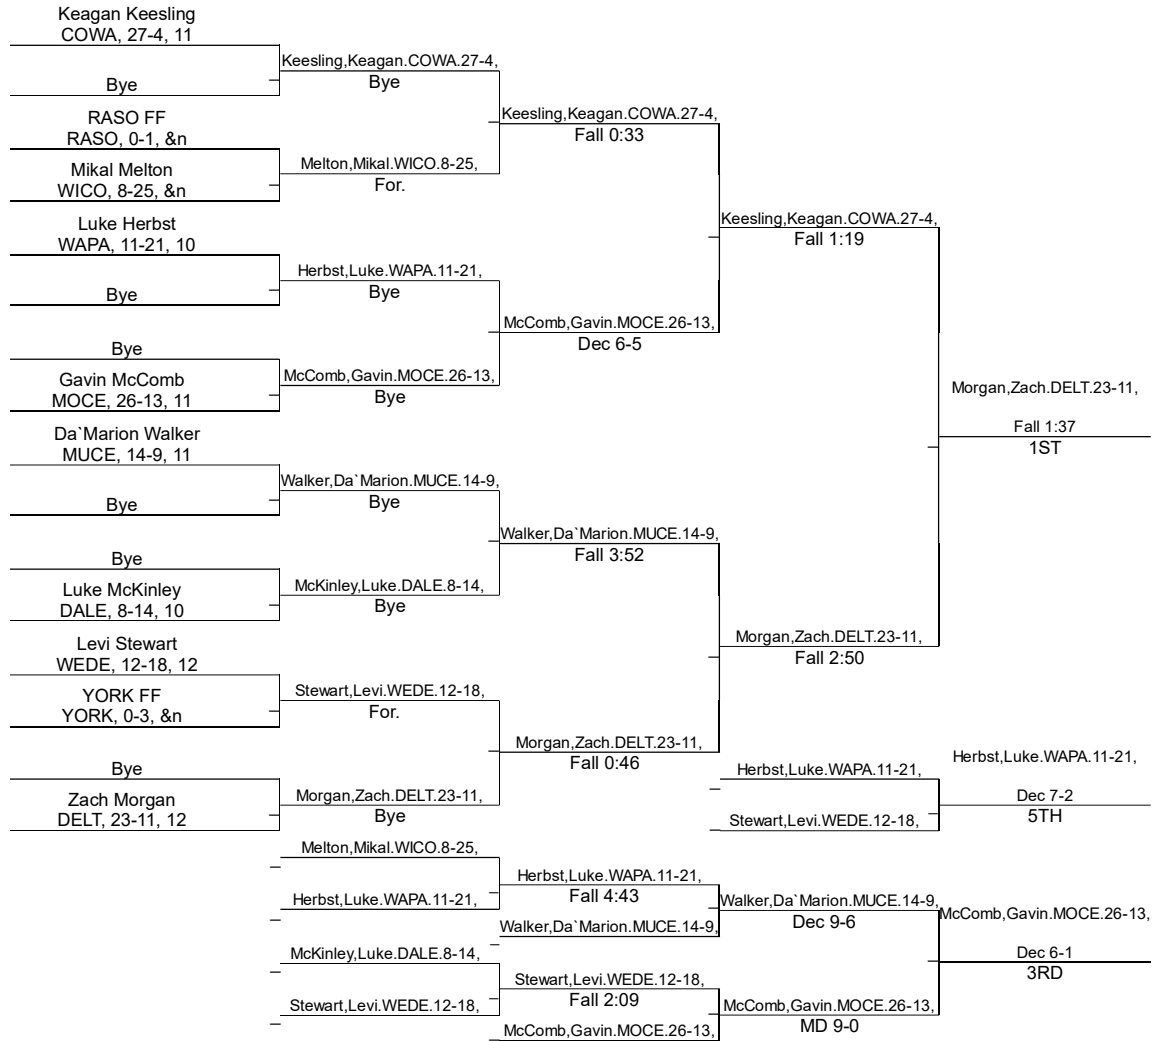 Keagan Keesling
COWA, 27-4, 11
Bye
RASO FF
RASO, 0-1, &n
Mikal Melton
WICO, 8-25, &n
Luke Herbst
WAPA, 11-21, 10
Bye
Bye
Gavin McComb
MOCE, 26-13, 11
Da`Marion Walker
MUCE, 14-9, 11
Bye
Bye
Luke McKinley
DALE, 8-14, 10
Levi Stewart
WEDE, 12-18, 12
YORK FF
YORK, 0-3, &n
Bye
Zach Morgan
DELT, 23-11, 12
Keesling,Keagan.COWA.27-4,
Bye
Melton,Mikal.WICO.8-25,
For.
Herbst,Luke.WAPA.11-21,
Bye
McComb,Gavin.MOCE.26-13,
Bye
Walker,Da`Marion.MUCE.14-9,
Bye
McKinley,Luke.DALE.8-14,
Bye
Stewart,Levi.WEDE.12-18,
For.
Morgan,Zach.DELT.23-11,
Bye
Keesling,Keagan.COWA.27-4,
Fall 0:33
McComb,Gavin.MOCE.26-13,
Dec 6-5
Walker,Da`Marion.MUCE.14-9,
Fall 3:52
Morgan,Zach.DELT.23-11,
Fall 0:46
Keesling,Keagan.COWA.27-4,
Fall 1:19
Morgan,Zach.DELT.23-11,
Fall 2:50
Morgan,Zach.DELT.23-11,
Fall 1:37
1ST
Herbst,Luke.WAPA.11-21,
Stewart,Levi.WEDE.12-18,
Herbst,Luke.WAPA.11-21,
Dec 7-2
5TH
Melton,Mikal.WICO.8-25,
Herbst,Luke.WAPA.11-21,
McKinley,Luke.DALE.8-14,
Stewart,Levi.WEDE.12-18,
Herbst,Luke.WAPA.11-21,
Fall 4:43
Walker,Da`Marion.MUCE.14-9,
Stewart,Levi.WEDE.12-18,
Fall 2:09
McComb,Gavin.MOCE.26-13,
Walker,Da`Marion.MUCE.14-9,
Dec 9-6
McComb,Gavin.MOCE.26-13,
MD 9-0
McComb,Gavin.MOCE.26-13,
Dec 6-1
3RD